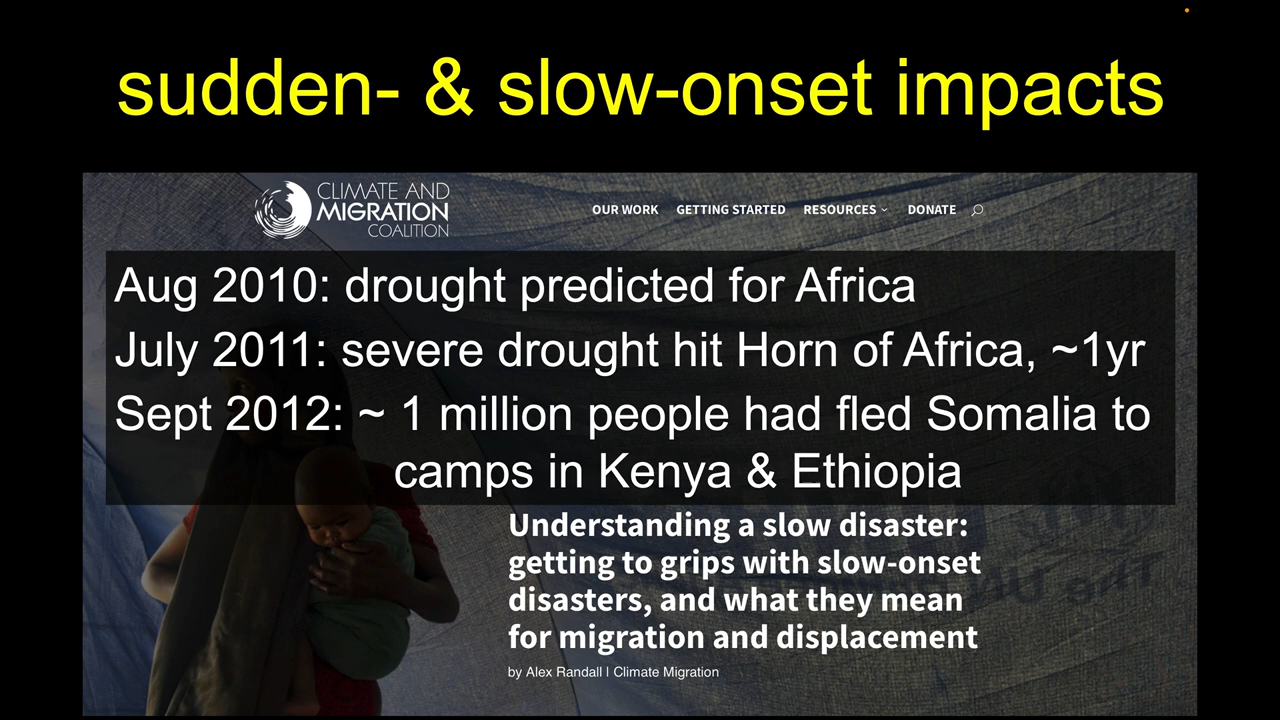 sudden- & slow-onset impacts
CLIMATE AND
MIGRATION
COALITION
OUR WORK GETTING STARTED RESOURCES DONATE
Aug 2010: drought predicted for Africa
July 2011: severe drought hit Horn of Africa, ~1yr
Sept 2012: ~ 1 million people had fled Somalia to
camps in Kenya & Ethiopia
Understanding a slow disaster:
getting to grips with slow-onset
disasters, and what they mean
for migration and displacement
by Alex Randall | Climate Migration